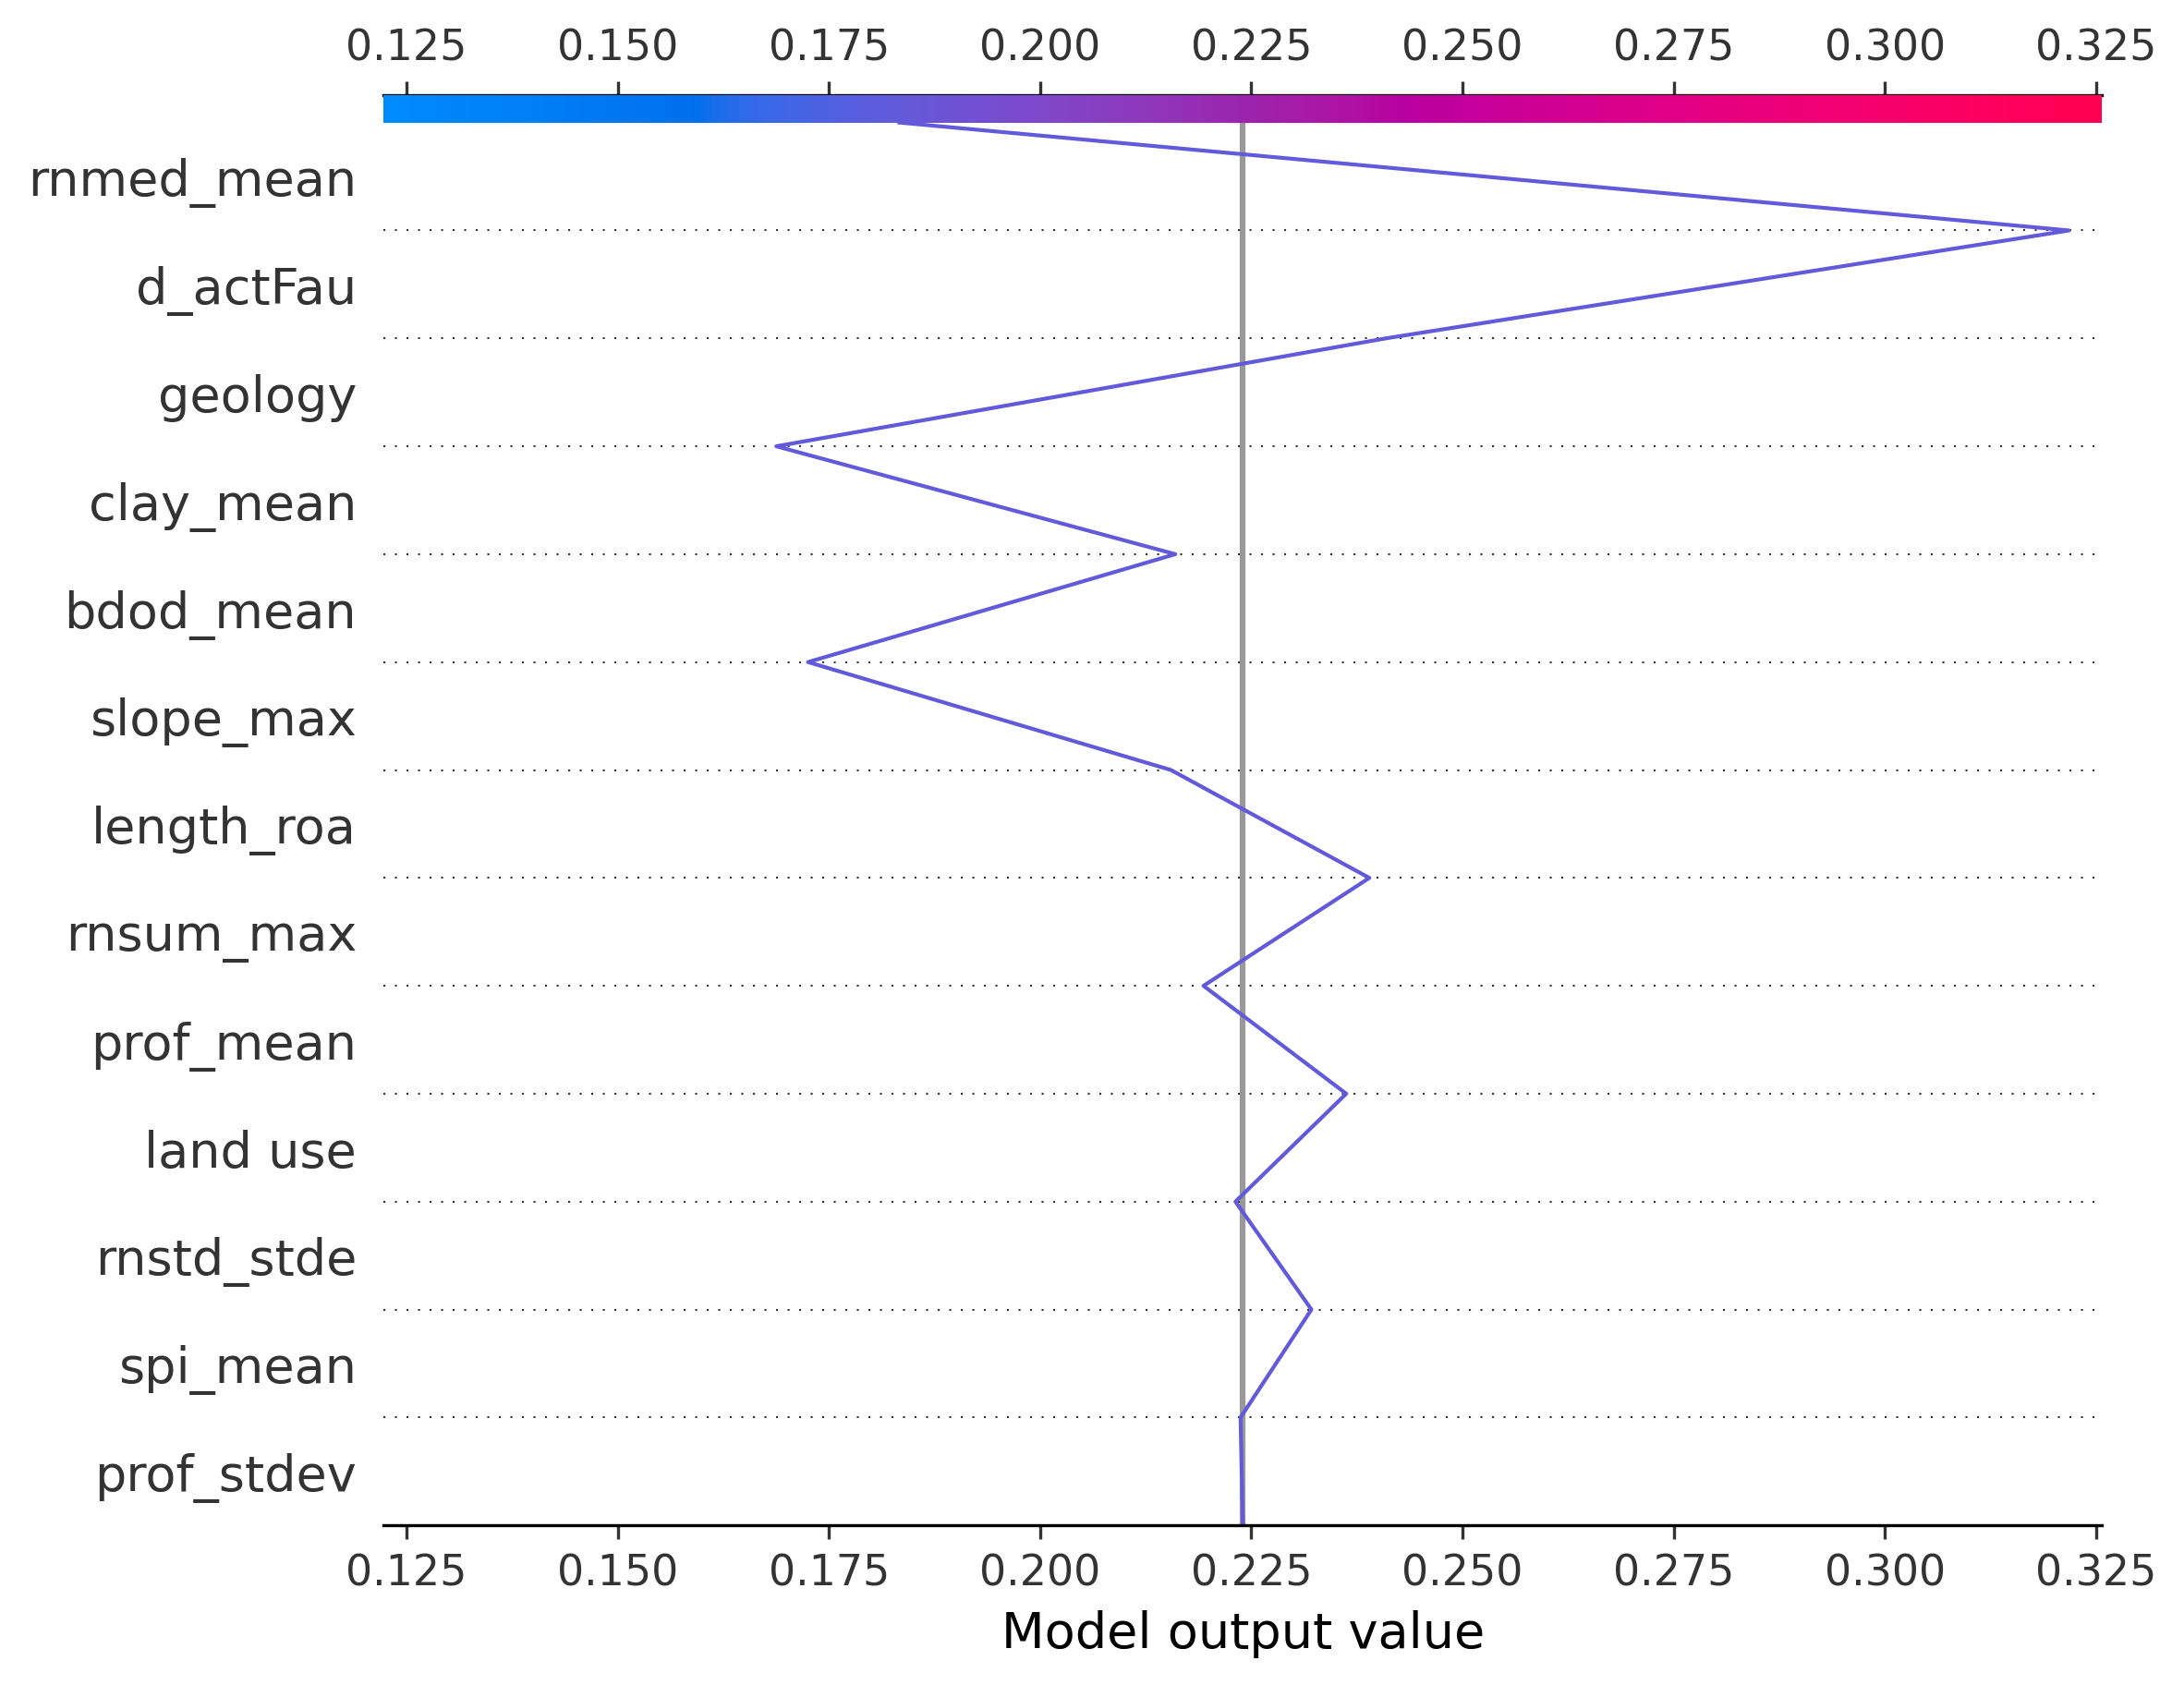 0.125 0.150 0.175 0.200 0.225 0.250 0.275 0.300 0.325
rnmed_mean
d_actFau
geology
clay_mean
bdod_mean
slope_max
length_roa
rnsum_max
prof_mean
land use
rnstd_stde
spi_mean
prof_stdev
0.125 0.150 0.175 0.200 0.225 0.250 0.275 0.300 0.325
Model output value